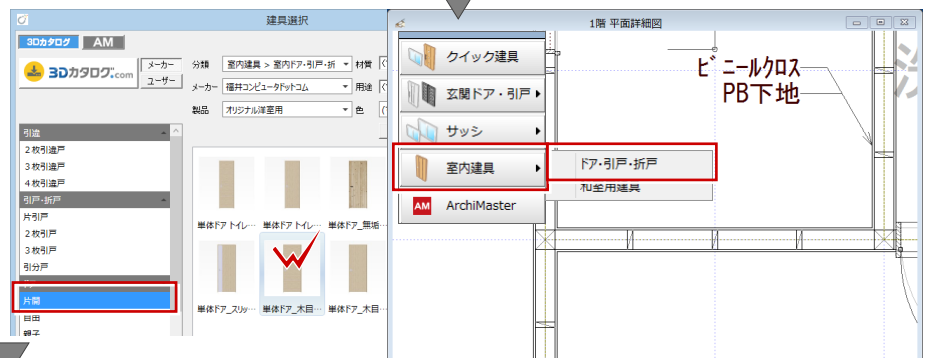 建具選択
3Dカタログ AM
3Dカタログ.com
メーカー
ユーザー
分類 室内建具 > 室内ドア・引戸・折 材質
メーカー 福井コンピュータドットコム 用途
製品 オリジナル洋室用 色
引違
2枚引違戸
3枚引違戸
4枚引違戸
引戸・折戸
片引戸
2枚引戸
3枚引戸
引分戸
片開
自由
親子
単体ドア トイレ… 単体ドア トイレ… 単体ドア_無垢…
単体ドア_スリッ… 単体ドア_木目… 単体ドア_木目…
1階 平面詳細図
クイック建具
玄関ドア・引戸
サッシ
室内建具
AM ArchiMaster
ドア・引戸・折戸
和室用建具
ビニールクロス
PB下地